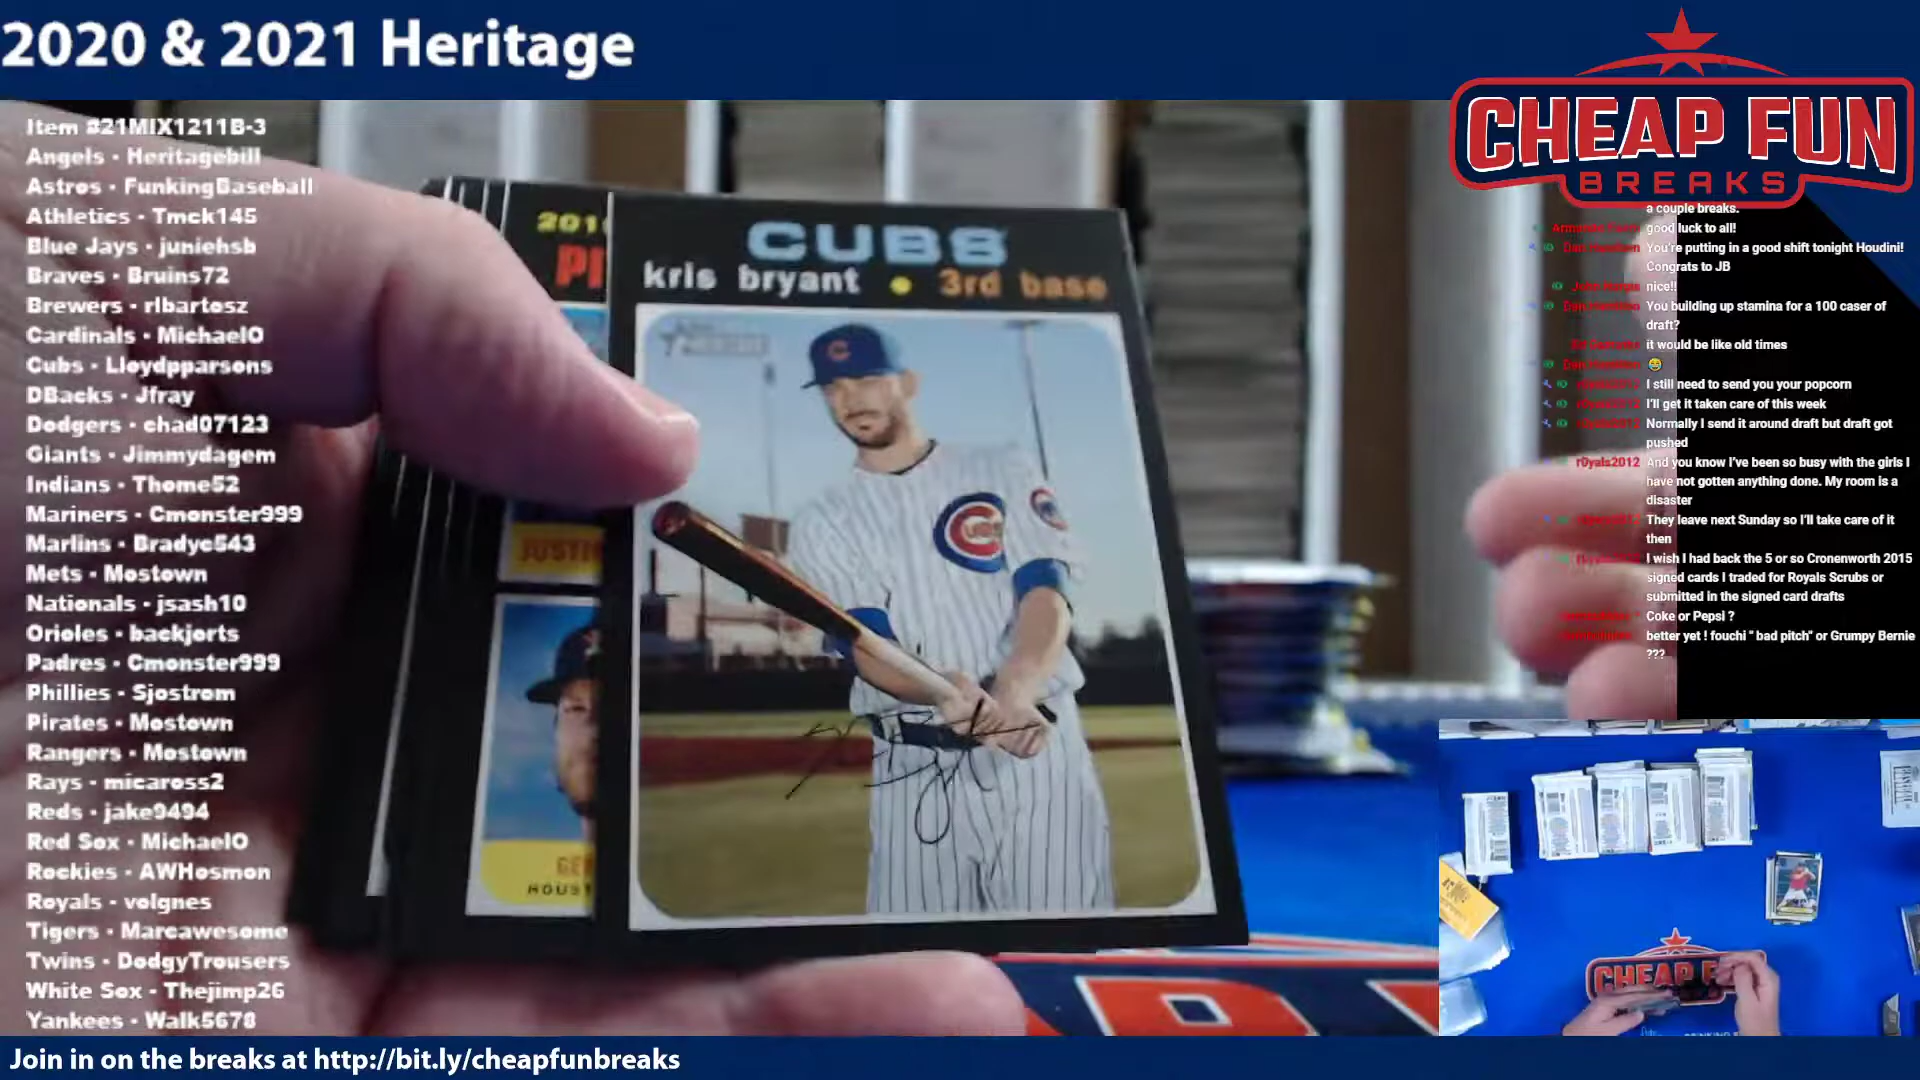 2020 & 2021 Heritage
CHEAP FUN
BREAKS
Item #21MIX1211B-3
Angels - Heritagebill
Astros - FunkingBaseball
Athletics - Tmck145
Blue Jays - juniehsb
Braves - Bruins72
Brewers - rlbartosz
Cardinals - MichaelO
Cubs - Lloydpparsons
DBacks - Jfray
Dodgers - chad07123
Giants - Jimmydagem
Indians - Thome52
Mariners - Cmonster999
Marlins - Bradyc543
Mets - Mostown
Nationals - jsash10
Orioles - backjorts
Padres - Cmonster999
Phillies - Sjostrom
Pirates - Mostown
Rangers - Mostown
Rays - micaross2
Reds - jake9494
Red Sox - MichaelO
Rockies - AWHosmon
Royals - volgnes
Tigers - Marcawesome
Twins - DodgyTrousers
White Sox - Thejimp26
Yankees - Walk5678
201
PI
JUSTI
GE
HOUST
CUBS
kris bryant • 3rd base
HERITAGE
CUBS
a couple breaks.
good luck to all!
You're putting in a good shift tonight Houdini!
Congrats to JB
nice!!
You building up stamina for a 100 caser of
draft?
it would be like old times
I still need to send you your popcorn
I'll get it taken care of this week
Normally I send it around draft but draft got
pushed
r0yals2012 And you know I've been so busy with the girls I
have not gotten anything done. My room is a
disaster
They leave next Sunday so I'll take care of it
then
I wish I had back the 5 or so Cronenworth 2015
signed cards I traded for Royals Scrubs or
submitted in the signed card drafts
Coke or Pepsi ?
better yet ! fouchi " bad pitch" or Grumpy Bernie
???
CHEAP F
Join in on the breaks at http://bit.ly/cheapfunbreaks